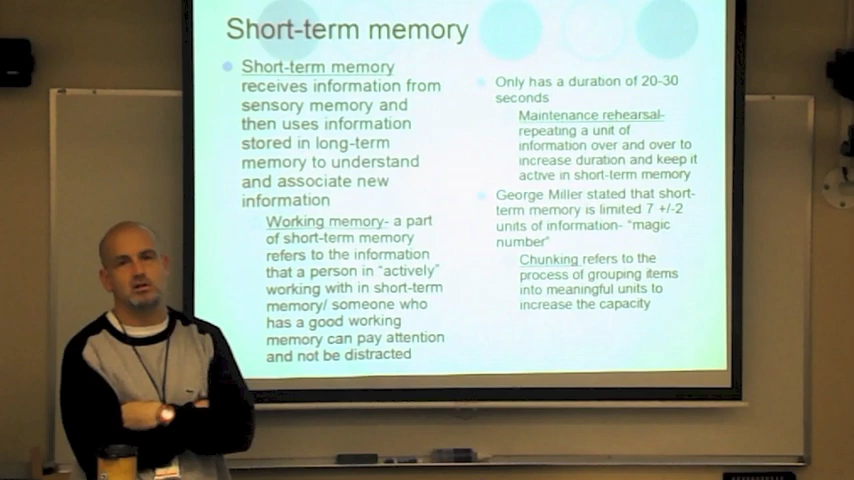 Short-term memory
Short-term memory
receives information from
sensory memory and
then uses information
stored in long-term
memory to understand
and associate new
information
Working memory- a part
of short-term memory
refers to the information
that a person in "actively"
working with in short-term
memory/ someone who
has a good working
memory can pay attention
and not be distracted
Only has a duration of 20-30
seconds
Maintenance rehearsal-
repeating a unit of
information over and over to
increase duration and keep it
active in short-term memory
George Miller stated that short-
term memory is limited 7 +/-2
units of information- "magic
number"
Chunking refers to the
process of grouping items
into meaningful units to
increase the capacity